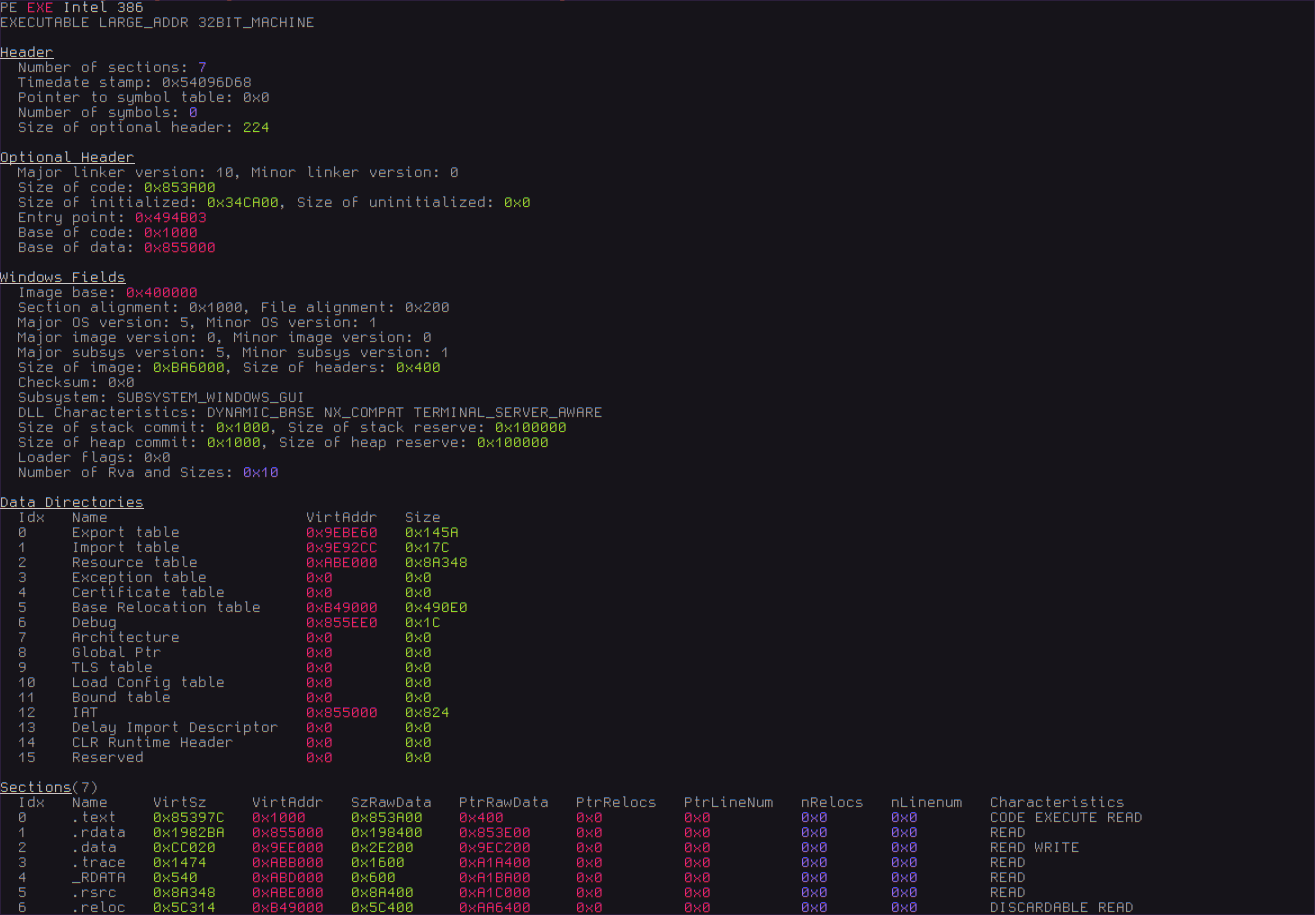 PE EXE Intel 386
EXECUTABLE LARGE_ADDR 32BIT_MACHINE
Header
Number of sections: 7
Timedate stamp: 0x54096D68
Pointer to symbol table: 0x0
Number of symbols: 0
Size of optional header: 224
Optional Header
Major linker version: 10, Minor linker version: 0
Size of code: 0x853A00
Size of initialized: 0x34CA00, Size of uninitialized: 0x0
Entry point: 0x494B03
Base of code: 0x1000
Base of data: 0x855000
Windows Fields
Image base: 0x400000
Section alignment: 0x1000, File alignment: 0x200
Major OS version: 5, Minor OS version: 1
Major image version: 0, Minor image version: 0
Major subsys version: 5, Minor subsys version: 1
Size of image: 0xBA6000, Size of headers: 0x400
Checksum: 0x0
Subsystem: SUBSYSTEM_WINDOWS_GUI
DLL Characteristics: DYNAMIC_BASE NX_COMPAT TERMINAL_SERVER_AWARE
Size of stack commit: 0x1000, Size of stack reserve: 0x100000
Size of heap commit: 0x1000, Size of heap reserve: 0x100000
Loader flags: 0x0
Number of Rva and Sizes: 0x10
Data Directories
Idx Name VirtAddr Size
0 Export table 0x9EBE60 0x145A
1 Import table 0x9E92CC 0x17C
2 Resource table 0xABE000 0x8A348
3 Exception table 0x0 0x0
4 Certificate table 0x0 0x0
5 Base Relocation table 0xB49000 0x490E0
6 Debug 0x855EE0 0x1C
7 Architecture 0x0 0x0
8 Global Ptr 0x0 0x0
9 TLS table 0x0 0x0
10 Load Config table 0x0 0x0
11 Bound table 0x0 0x0
12 IAT 0x855000 0x824
13 Delay Import Descriptor 0x0 0x0
14 CLR Runtime Header 0x0 0x0
15 Reserved 0x0 0x0
Sections(7)
Idx Name VirtSz VirtAddr SzRawData PtrRawData PtrRelocs PtrLineNum nRelocs nLinenum Characteristics
0 .text 0x85397C 0x1000 0x853A00 0x400 0x0 0x0 0x0 0x0 CODE EXECUTE READ
1 .rdata 0x1982BA 0x855000 0x198400 0x853E00 0x0 0x0 0x0 0x0 READ
2 .data 0xCC020 0x9EE000 0x2E200 0x9EC200 0x0 0x0 0x0 0x0 READ WRITE
3 .trace 0x1474 0xABB000 0x1600 0xA1A400 0x0 0x0 0x0 0x0 READ
4 _RDATA 0x540 0xABD000 0x600 0xA1BA00 0x0 0x0 0x0 0x0 READ
5 .rsrc 0x8A348 0xABE000 0x8A400 0xA1C000 0x0 0x0 0x0 0x0 READ
6 .reloc 0x5C314 0xB49000 0x5C400 0xAA6400 0x0 0x0 0x0 0x0 DISCARDABLE READ